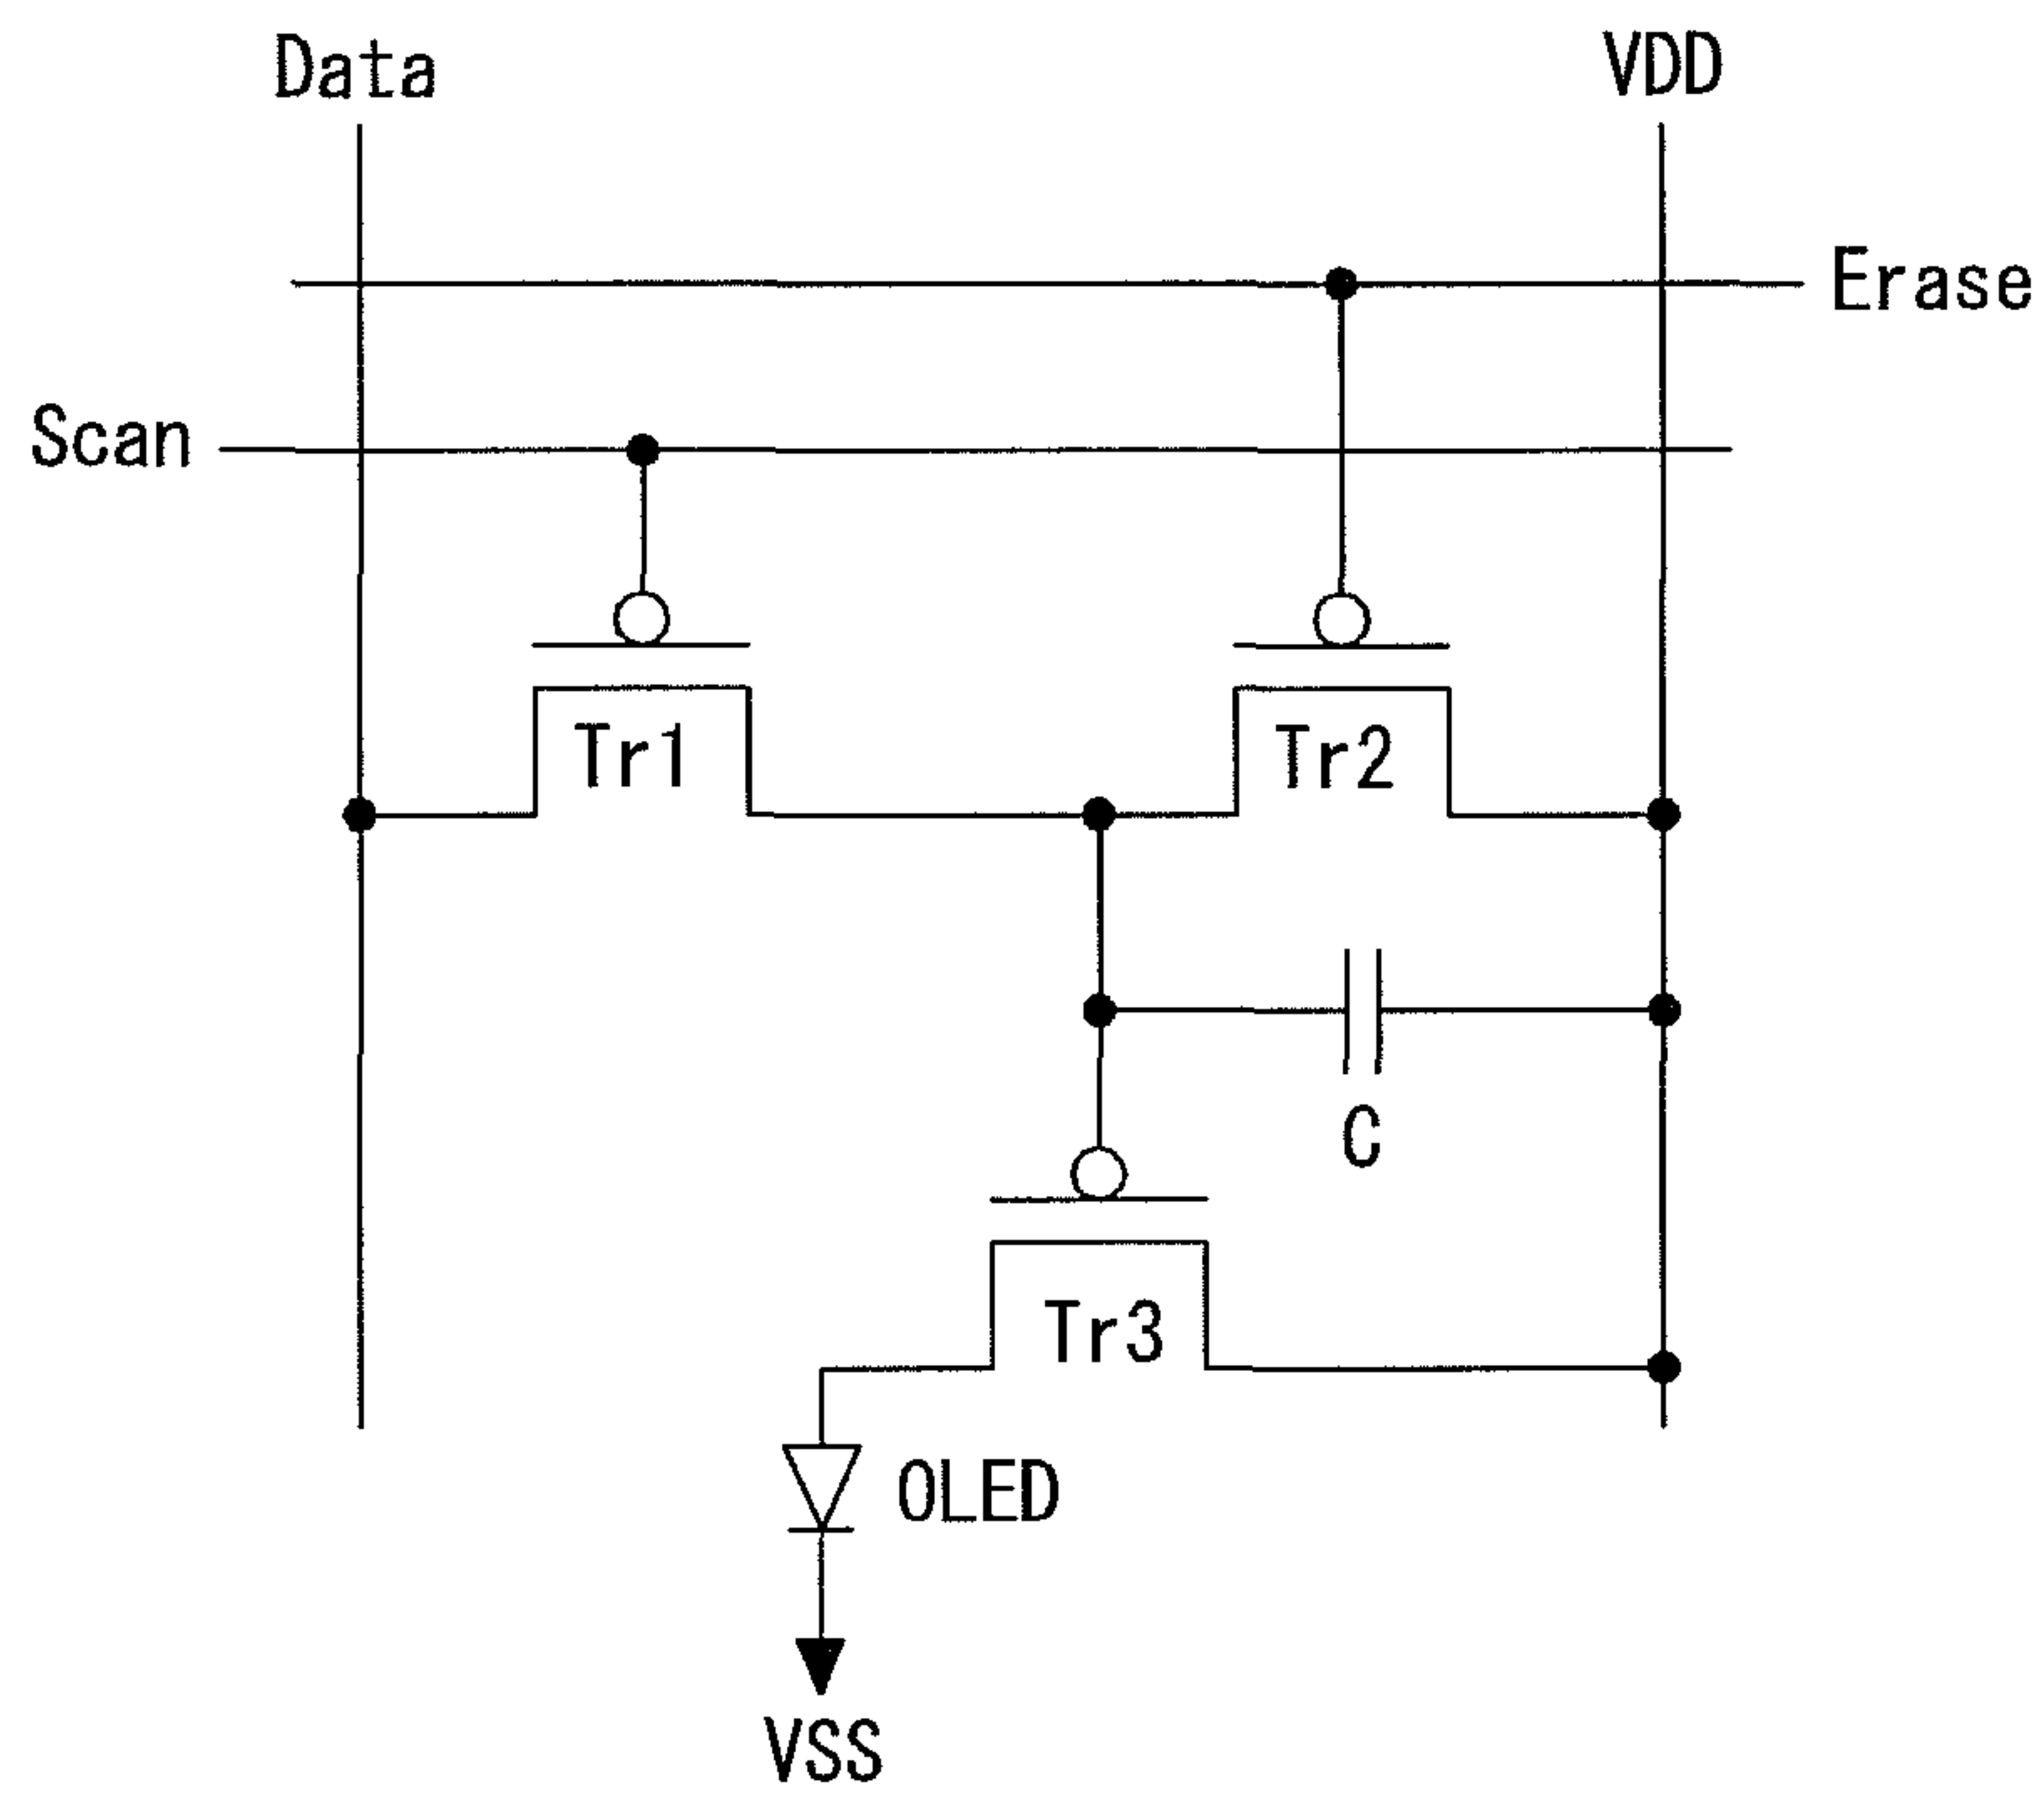 Data
VDD
Erase
Scan
Tr1
Tr2
C
Tr3
OLED
VSS